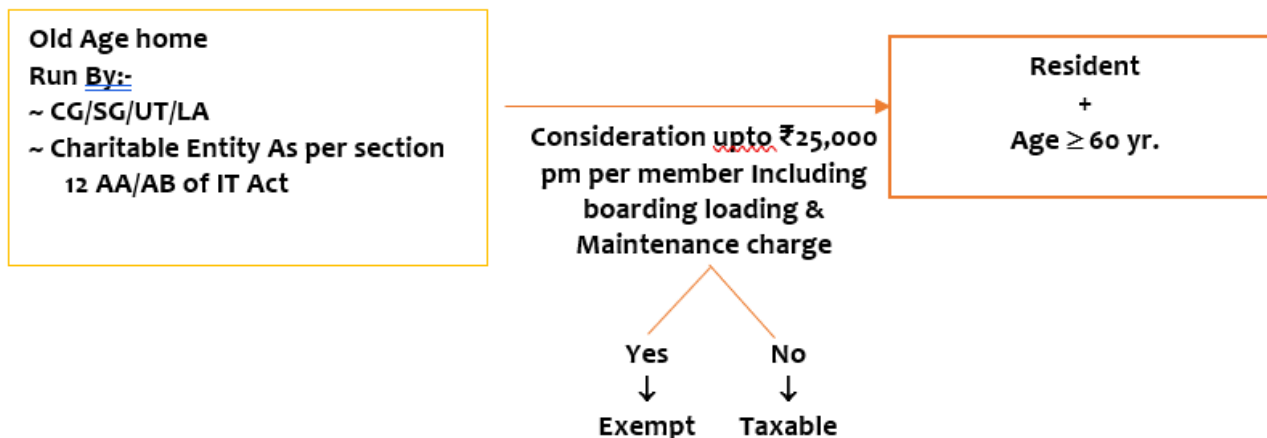 Old Age home
Run By:-
~ CG/SG/UT/LA
~ Charitable Entity As per section
12 AA/AB of IT Act
Consideration upto ₹25,000
pm per member Including
boarding loading &
Maintenance charge
Resident
+
Age ≥ 60 yr.
Yes No
↓ ↓
Exempt Taxable